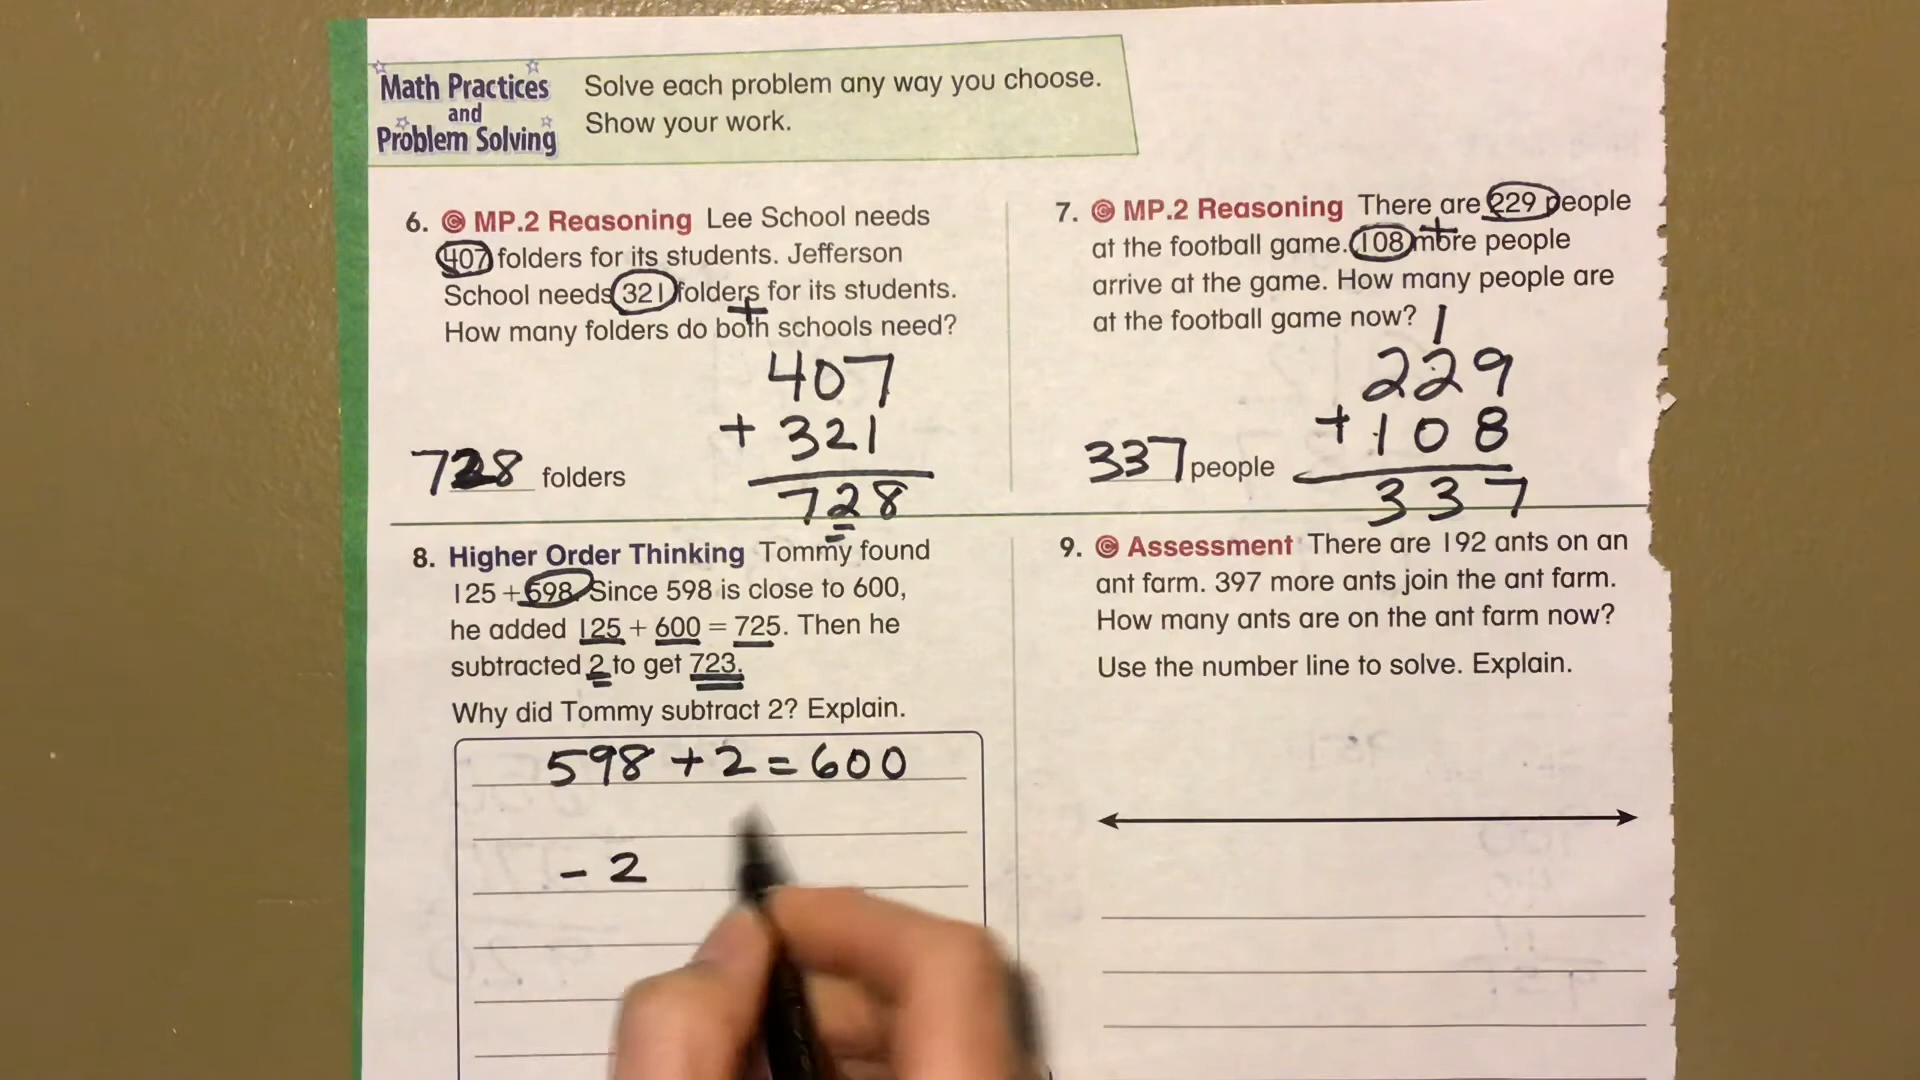 Math Practices
and
Problem Solving
Solve each problem any way you choose.
Show your work.
6. © MP.2 Reasoning Lee School needs
407 folders for its students. Jefferson
School needs 321 folders for its students.
+
How many folders do both schools need?
407
+ 321
728
728 folders
7. © MP.2 Reasoning There are 229 people
+
at the football game. 108 more people
arrive at the game. How many people are
at the football game now?
1
229
+ 108
337
337 people
8. Higher Order Thinking Tommy found
125 + 598. Since 598 is close to 600,
he added 125 + 600 = 725. Then he
subtracted 2 to get 723.
Why did Tommy subtract 2? Explain.
598 + 2 = 600
- 2
9. © Assessment There are 192 ants on an
ant farm. 397 more ants join the ant farm.
How many ants are on the ant farm now?
Use the number line to solve. Explain.